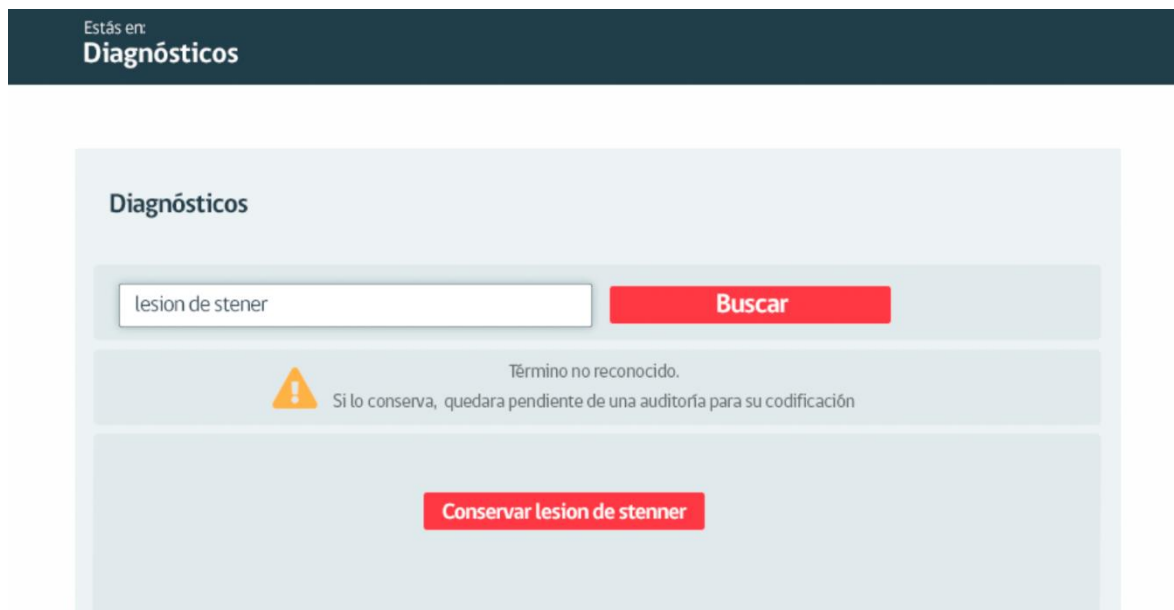 Estás en:
Diagnósticos
Diagnósticos
lesion de stener
Buscar
Término no reconocido.
Si lo conserva, quedara pendiente de una auditoría para su codificación
Conservar lesion de stenner